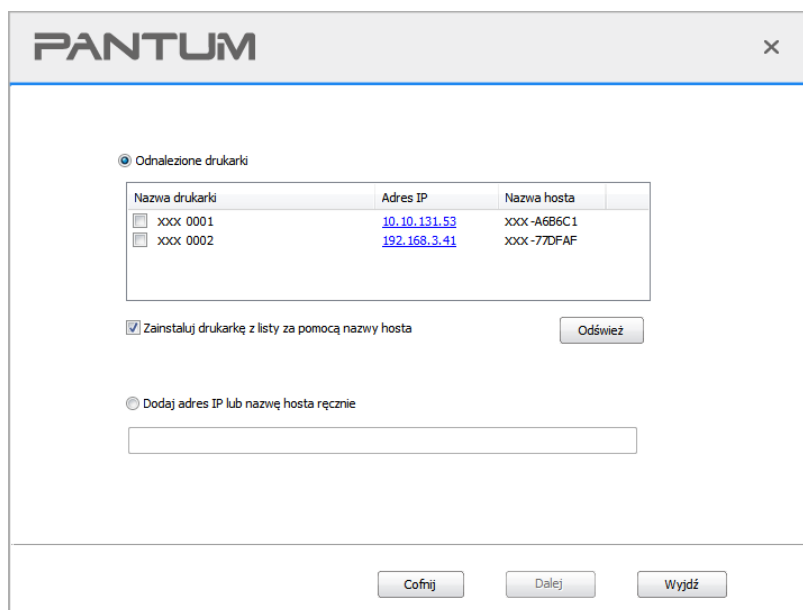 PANTUM
Odnalezione drukarki
Nazwa drukarki Adres IP Nazwa hosta
xxx 0001 10.10.131.53 xxx-A6B6C1
xxx 0002 192.168.3.41 xxx-77DFAF
Zainstaluj drukarkę z listy za pomocą nazwy hosta Odśwież
Dodaj adres IP lub nazwę hosta ręcznie
Cofnij Dalej Wyjdź